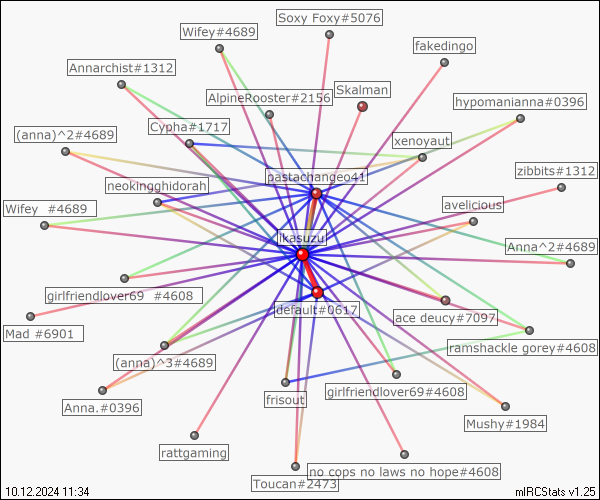 Soxy Foxy#5076
Wifey#4689
fakedingo
Annarchist#1312
Skalman
AlpineRooster#2156
hypomanianna#0396
Cypha#1717
(anna)^2#4689
xenoyaut
pastachangeo41
zibbits#1312
neokingghidorah
avelicious
Wifey #4689
ikasuzu
Anna^2#4689
girlfriendlover69 #4608
default#0617
ace deucy#7097
Mad #6901
ramshackle gorey#4608
(anna)^3#4689
girlfriendlover69#4608
frisout
Anna.#0396
Mushy#1984
rattgaming
no cops no laws no hope#4608
Toucan#2473
10.12.2024 11:34
mIRCStats v1.25